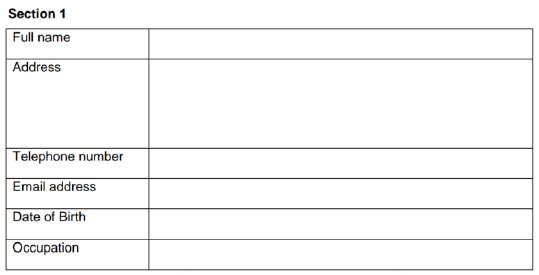 Section 1
Full name
Address
Telephone number
Email address
Date of Birth
Occupation